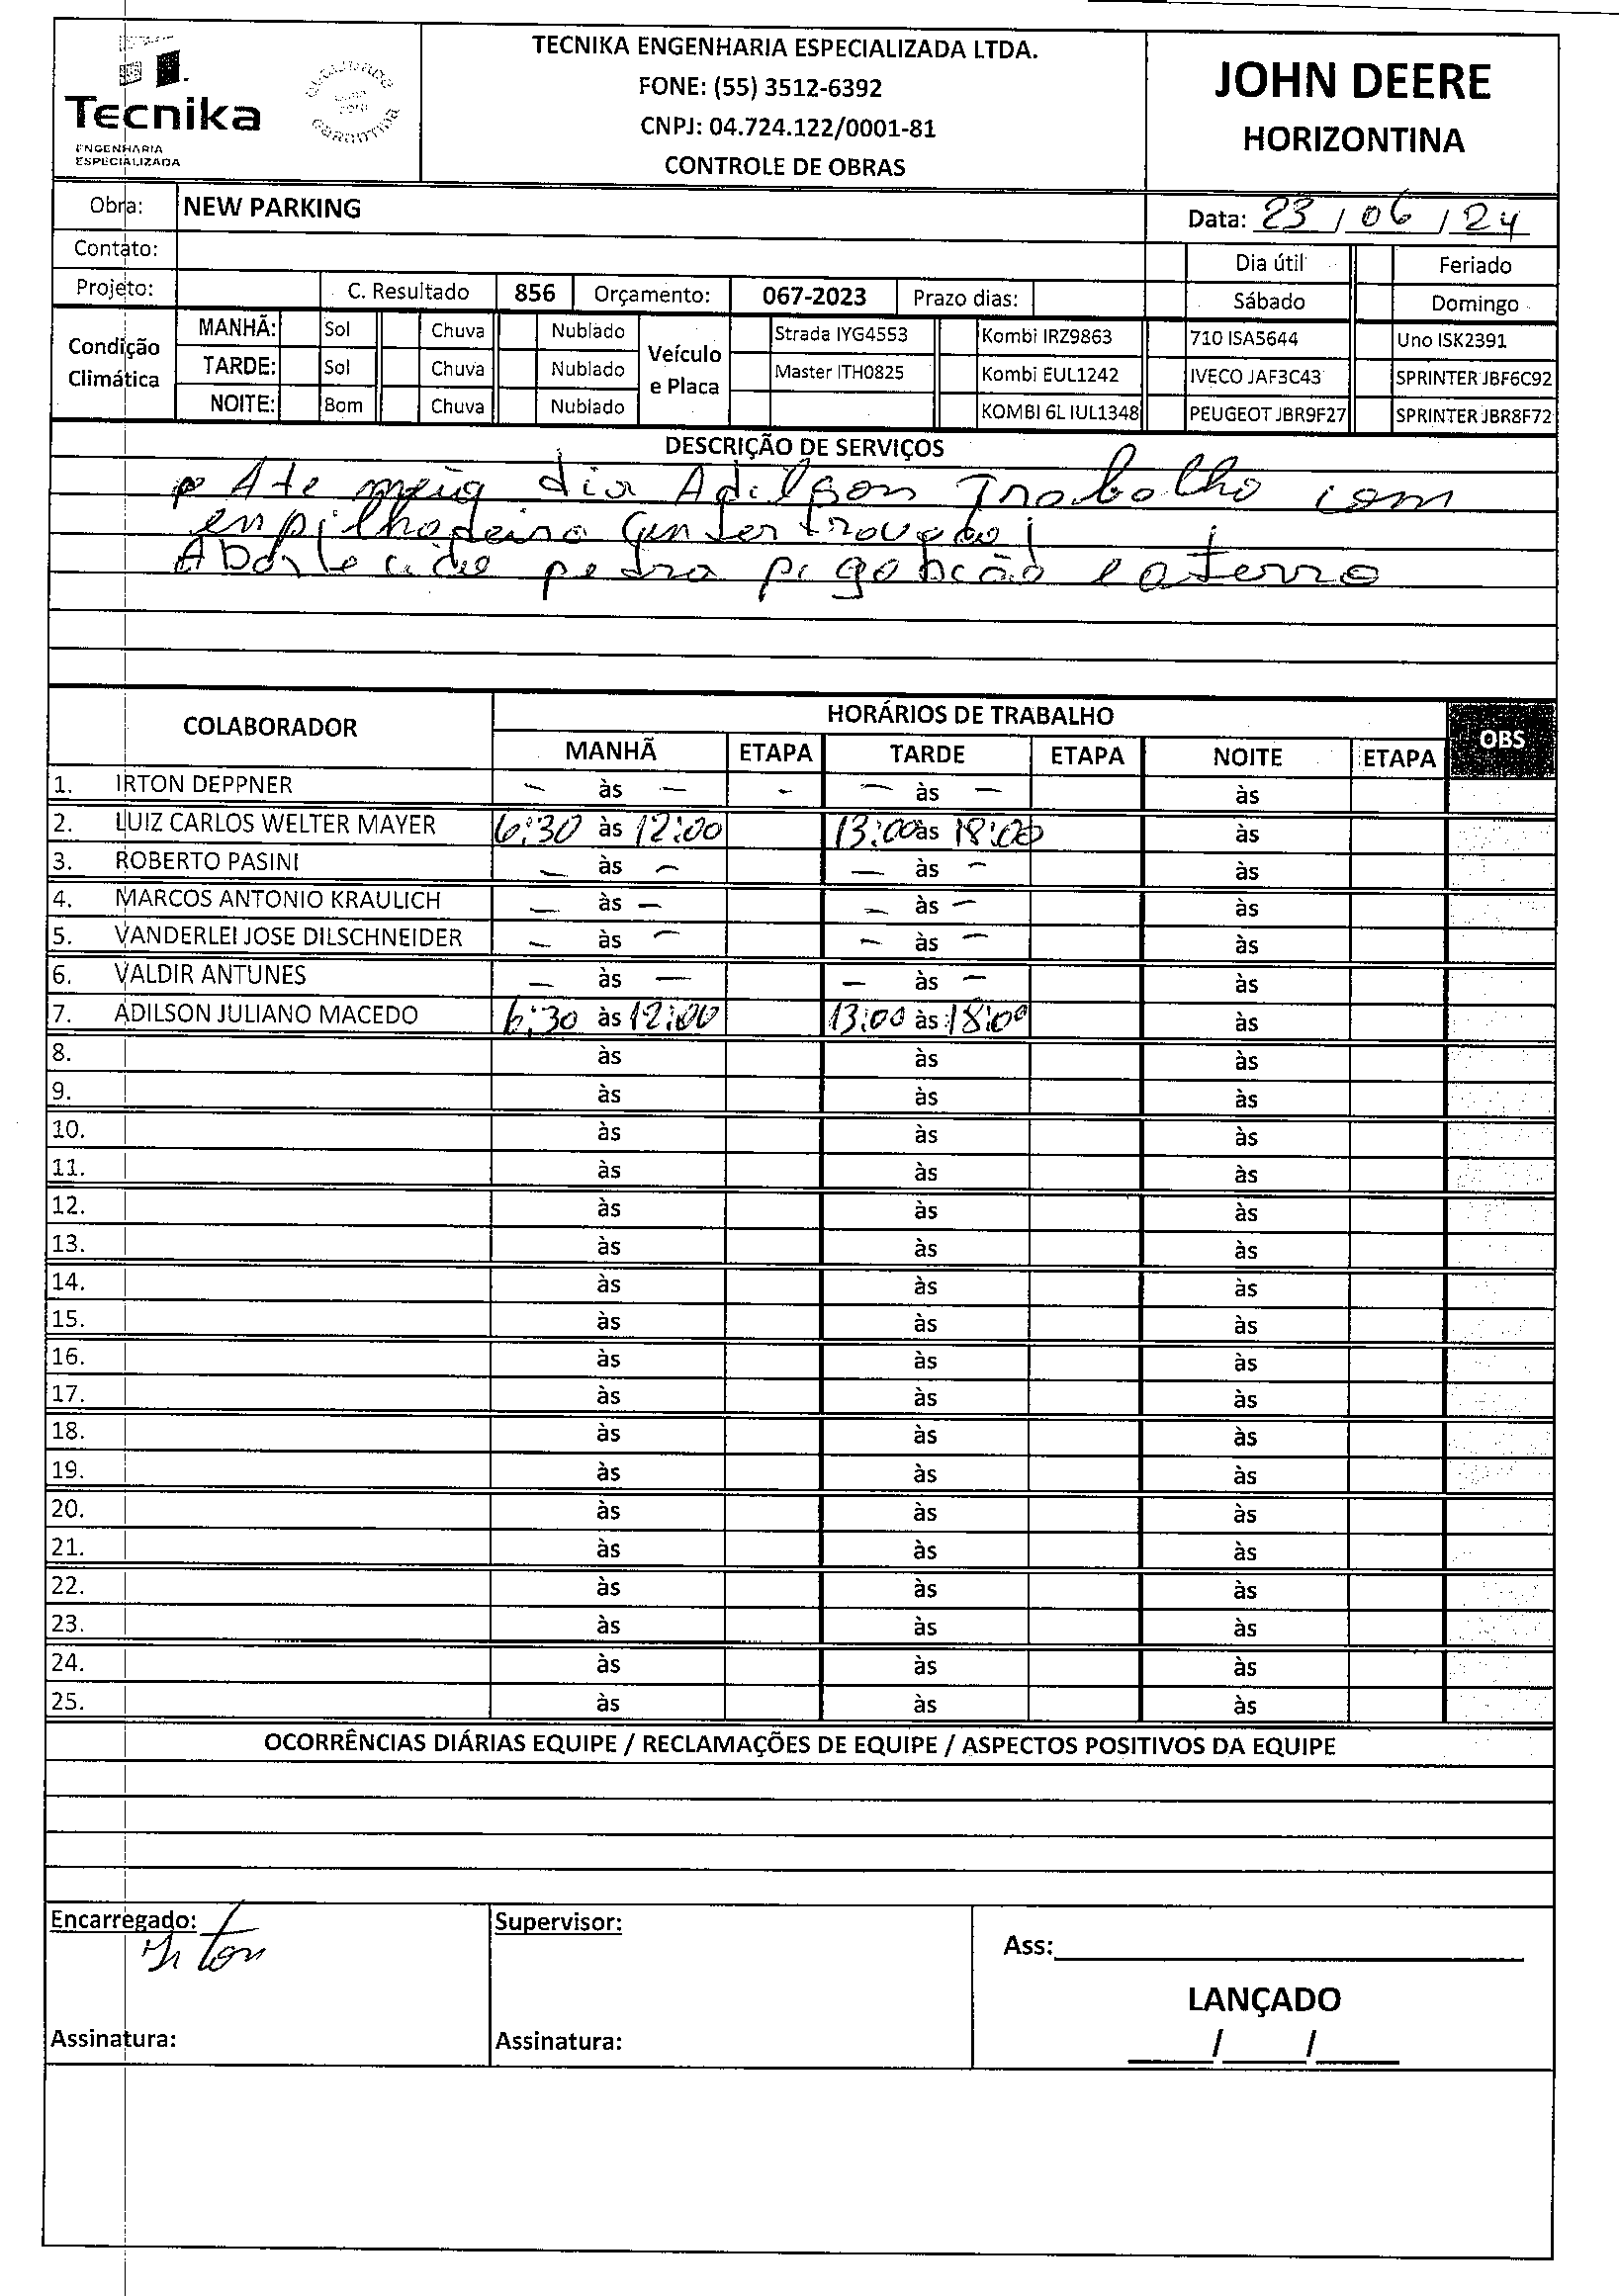 Tecnika
ENGENHARIA
ESPECIALIZADA
GARANTIDA
TECNIKA ENGENHARIA ESPECIALIZADA LTDA.
FONE: (55) 3512-6392
CNPJ: 04.724.122/0001-81
CONTROLE DE OBRAS
JOHN DEERE
HORIZONTINA
Obra: NEW PARKING
Data: 23 / 06 / 24
Contato:
Dia útil Feriado
Projeto: C. Resultado 856 Orçamento: 067-2023 Prazo dias: Sábado Domingo
Condição Climática
MANHÃ: Sol Chuva Nublado
TARDE: Sol Chuva Nublado
NOITE: Bom Chuva Nublado
Veículo e Placa
Strada IYG4553 Kombi IRZ9863 710 ISA5644 Uno ISK2391
Master ITH0825 Kombi EUL1242 IVECO JAF3C43 SPRINTER JBF6C92
KOMBI 6L IUL1348 PEUGEOT JBR9F27 SPRINTER JBR8F72
DESCRIÇÃO DE SERVIÇOS
Ate meia dia Adilson Trabalho com
empilhadeira
pedra p/ gabião e aterro
COLABORADOR HORÁRIOS DE TRABALHO OBS
MANHÃ ETAPA TARDE ETAPA NOITE ETAPA
1. IRTON DEPPNER – às – - – às – às
2. LUIZ CARLOS WELTER MAYER 6:30 às 12:00 13:00 às 18:00 às
3. ROBERTO PASINI – às – – às – às
4. MARCOS ANTONIO KRAULICH – às – – às – às
5. VANDERLEI JOSE DILSCHNEIDER – às – – às – às
6. VALDIR ANTUNES – às – – às – às
7. ADILSON JULIANO MACEDO 6:30 às 12:00 13:00 às 18:00 às
8. às às às
9. às às às
10. às às às
11. às às às
12. às às às
13. às às às
14. às às às
15. às às às
16. às às às
17. às às às
18. às às às
19. às às às
20. às às às
21. às às às
22. às às às
23. às às às
24. às às às
25. às às às
OCORRÊNCIAS DIÁRIAS EQUIPE / RECLAMAÇÕES DE EQUIPE / ASPECTOS POSITIVOS DA EQUIPE
Encarregado: Irton
Supervisor:
Ass:
LANÇADO
Assinatura:
Assinatura:
/ /